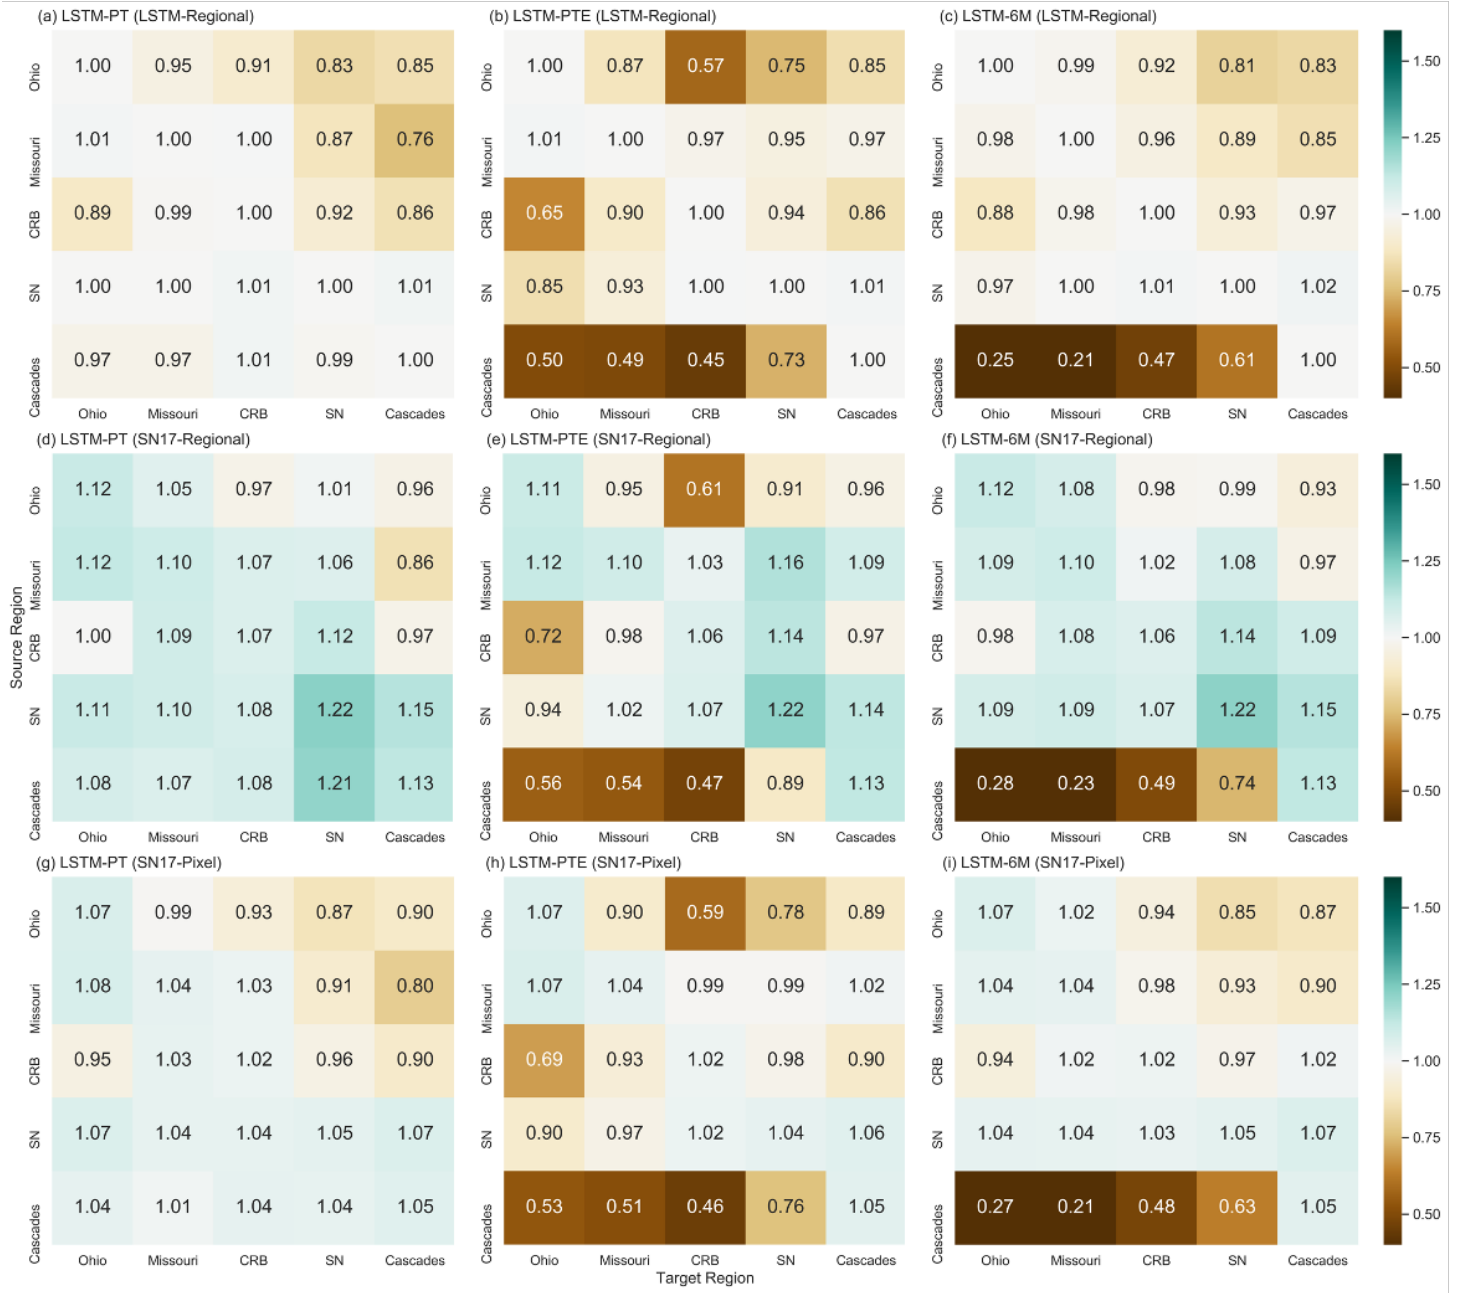 (a) LSTM-PT (LSTM-Regional) (b) LSTM-PTE (LSTM-Regional) (c) LSTM-6M (LSTM-Regional)
Ohio 1.00 0.95 0.91 0.83 0.85 Ohio 1.00 0.87 0.57 0.75 0.85 Ohio 1.00 0.99 0.92 0.81 0.83 1.50
Missouri 1.01 1.00 1.00 0.87 0.76 Missouri 1.01 1.00 0.97 0.95 0.97 Missouri 0.98 1.00 0.96 0.89 0.85 1.25
CRB 0.89 0.99 1.00 0.92 0.86 CRB 0.65 0.90 1.00 0.94 0.86 CRB 0.88 0.98 1.00 0.93 0.97 1.00
SN 1.00 1.00 1.01 1.00 1.01 SN 0.85 0.93 1.00 1.00 1.01 SN 0.97 1.00 1.01 1.00 1.02 0.75
Cascades 0.97 0.97 1.01 0.99 1.00 Cascades 0.50 0.49 0.45 0.73 1.00 Cascades 0.25 0.21 0.47 0.61 1.00 0.50
Ohio Missouri CRB SN Cascades Ohio Missouri CRB SN Cascades Ohio Missouri CRB SN Cascades
(d) LSTM-PT (SN17-Regional) (e) LSTM-PTE (SN17-Regional) (f) LSTM-6M (SN17-Regional)
Ohio 1.12 1.05 0.97 1.01 0.96 Ohio 1.11 0.95 0.61 0.91 0.96 Ohio 1.12 1.08 0.98 0.99 0.93 1.50
Missouri 1.12 1.10 1.07 1.06 0.86 Missouri 1.12 1.10 1.03 1.16 1.09 Missouri 1.09 1.10 1.02 1.08 0.97 1.25
Source Region
CRB 1.00 1.09 1.07 1.12 0.97 CRB 0.72 0.98 1.06 1.14 0.97 CRB 0.98 1.08 1.06 1.14 1.09 1.00
SN 1.11 1.10 1.08 1.22 1.15 SN 0.94 1.02 1.07 1.22 1.14 SN 1.09 1.09 1.07 1.22 1.15 0.75
Cascades 1.08 1.07 1.08 1.21 1.13 Cascades 0.56 0.54 0.47 0.89 1.13 Cascades 0.28 0.23 0.49 0.74 1.13 0.50
Ohio Missouri CRB SN Cascades Ohio Missouri CRB SN Cascades Ohio Missouri CRB SN Cascades
(g) LSTM-PT (SN17-Pixel) (h) LSTM-PTE (SN17-Pixel) (i) LSTM-6M (SN17-Pixel)
Ohio 1.07 0.99 0.93 0.87 0.90 Ohio 1.07 0.90 0.59 0.78 0.89 Ohio 1.07 1.02 0.94 0.85 0.87 1.50
Missouri 1.08 1.04 1.03 0.91 0.80 Missouri 1.07 1.04 0.99 0.99 1.02 Missouri 1.04 1.04 0.98 0.93 0.90 1.25
CRB 0.95 1.03 1.02 0.96 0.90 CRB 0.69 0.93 1.02 0.98 0.90 CRB 0.94 1.02 1.02 0.97 1.02 1.00
SN 1.07 1.04 1.04 1.05 1.07 SN 0.90 0.97 1.02 1.04 1.06 SN 1.04 1.04 1.03 1.05 1.07 0.75
Cascades 1.04 1.01 1.04 1.04 1.05 Cascades 0.53 0.51 0.46 0.76 1.05 Cascades 0.27 0.21 0.48 0.63 1.05 0.50
Ohio Missouri CRB SN Cascades Ohio Missouri CRB SN Cascades Ohio Missouri CRB SN Cascades
Target Region